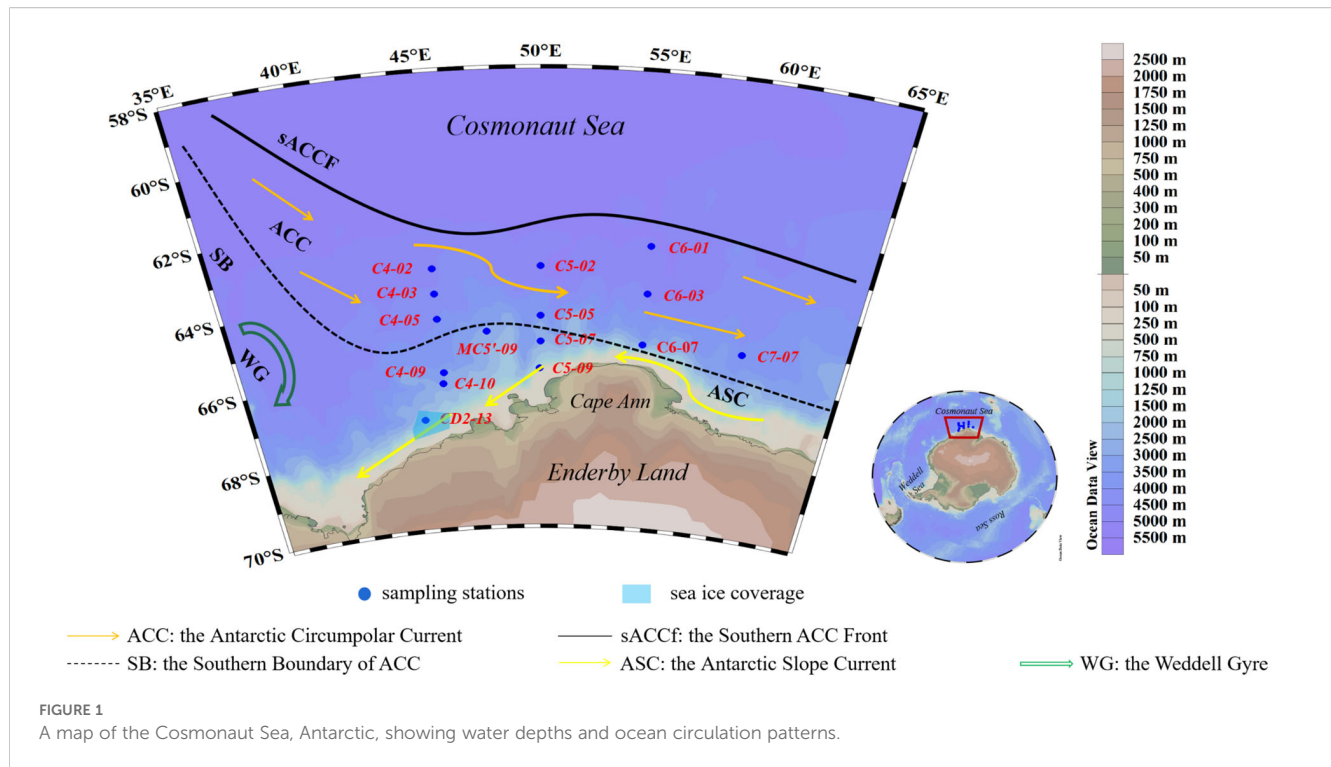 35°E
40°E
45°E
50°E
55°E
60°E
65°E
58°S
60°S
62°S
64°S
66°S
68°S
70°S
Cosmonaut Sea
sACCF
ACC
SB
WG
C4-02
C4-03
C4-05
MC5'-09
C4-09
C4-10
CD2-13
C5-02
C5-05
C5-07
C5-09
C6-01
C6-03
C6-07
C7-07
ASC
Cape Ann
Enderby Land
Cosmonaut Sea
Weddell
Sea
Ross Sea
Ocean Data View
2500 m
2000 m
1750 m
1500 m
1250 m
1000 m
750 m
500 m
400 m
300 m
200 m
100 m
50 m
50 m
100 m
250 m
500 m
750 m
1000 m
1250 m
1500 m
2000 m
2500 m
3000 m
3500 m
4000 m
4500 m
5000 m
5500 m
Ocean Data View
sampling stations
sea ice coverage
ACC: the Antarctic Circumpolar Current
sACCf: the Southern ACC Front
SB: the Southern Boundary of ACC
ASC: the Antarctic Slope Current
WG: the Weddell Gyre
FIGURE 1
A map of the Cosmonaut Sea, Antarctic, showing water depths and ocean circulation patterns.